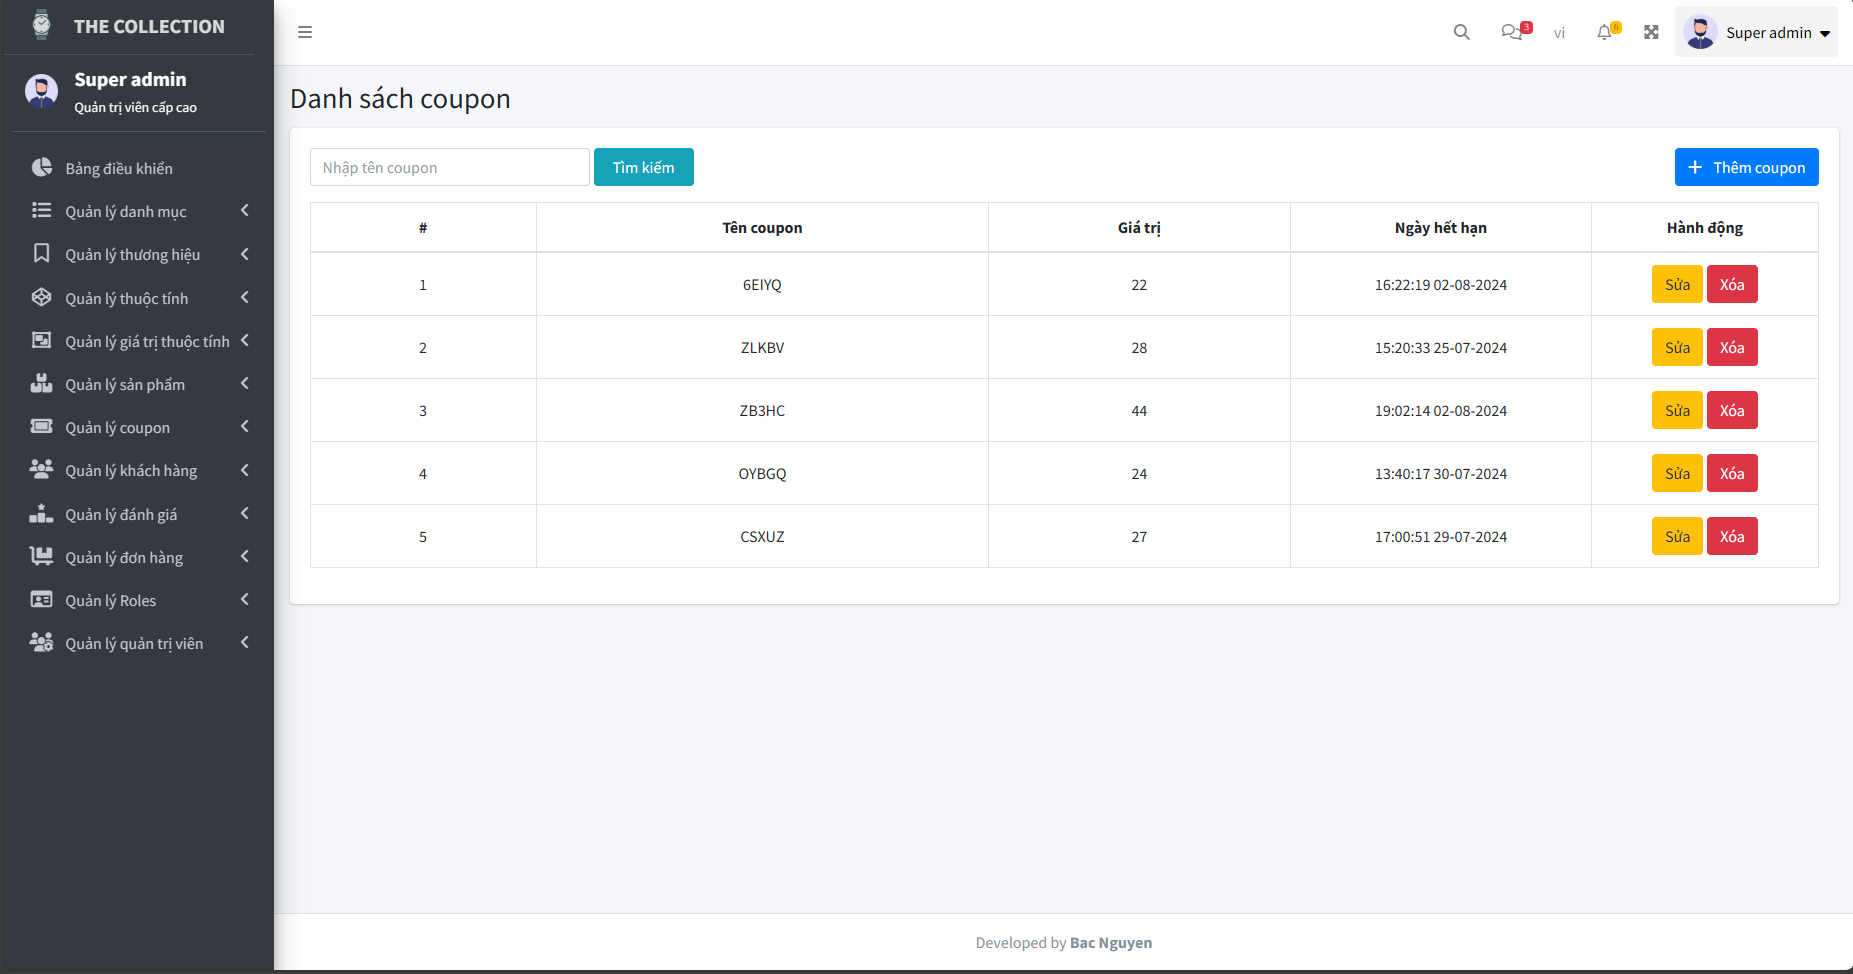 THE COLLECTION
Super admin
Quản trị viên cấp cao
Bảng điều khiển
Quản lý danh mục
Quản lý thương hiệu
Quản lý thuộc tính
Quản lý giá trị thuộc tính
Quản lý sản phẩm
Quản lý coupon
Quản lý khách hàng
Quản lý đánh giá
Quản lý đơn hàng
Quản lý Roles
Quản lý quản trị viên
3 vi 6 Super admin
Danh sách coupon
Nhập tên coupon Tìm kiếm Thêm coupon
# Tên coupon Giá trị Ngày hết hạn Hành động
1 6EIYQ 22 16:22:19 02-08-2024 Sửa Xóa
2 ZLKBV 28 15:20:33 25-07-2024 Sửa Xóa
3 ZB3HC 44 19:02:14 02-08-2024 Sửa Xóa
4 OYBGQ 24 13:40:17 30-07-2024 Sửa Xóa
5 CSXUZ 27 17:00:51 29-07-2024 Sửa Xóa
Developed by Bac Nguyen